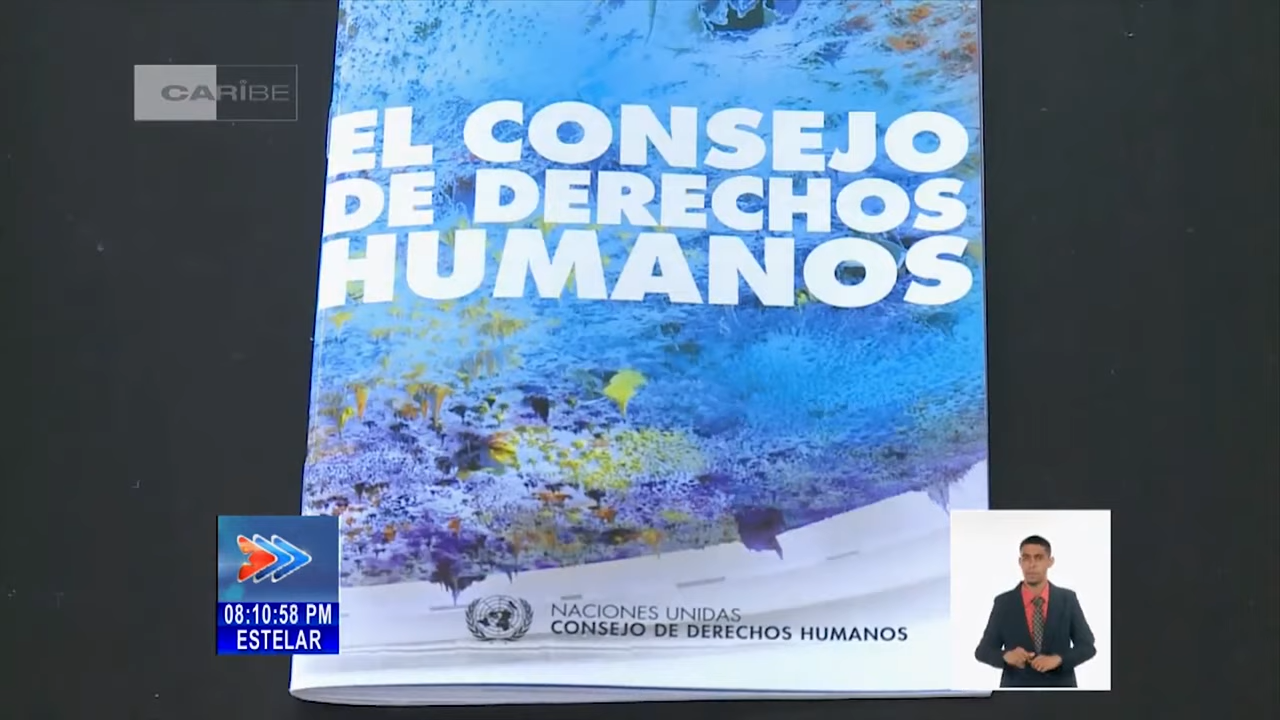 CARIBE
EL CONSEJO
DE DERECHOS
HUMANOS
NACIONES UNIDAS
CONSEJO DE DERECHOS HUMANOS
08:10:58 PM
ESTELAR